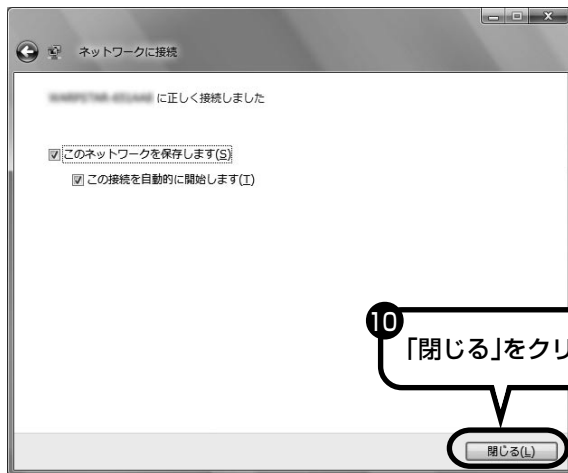 ネットワークに接続
に正しく接続しました
このネットワークを保存します(S)
この接続を自動的に開始します(T)
10
「閉じる」をクリ
閉じる(L)